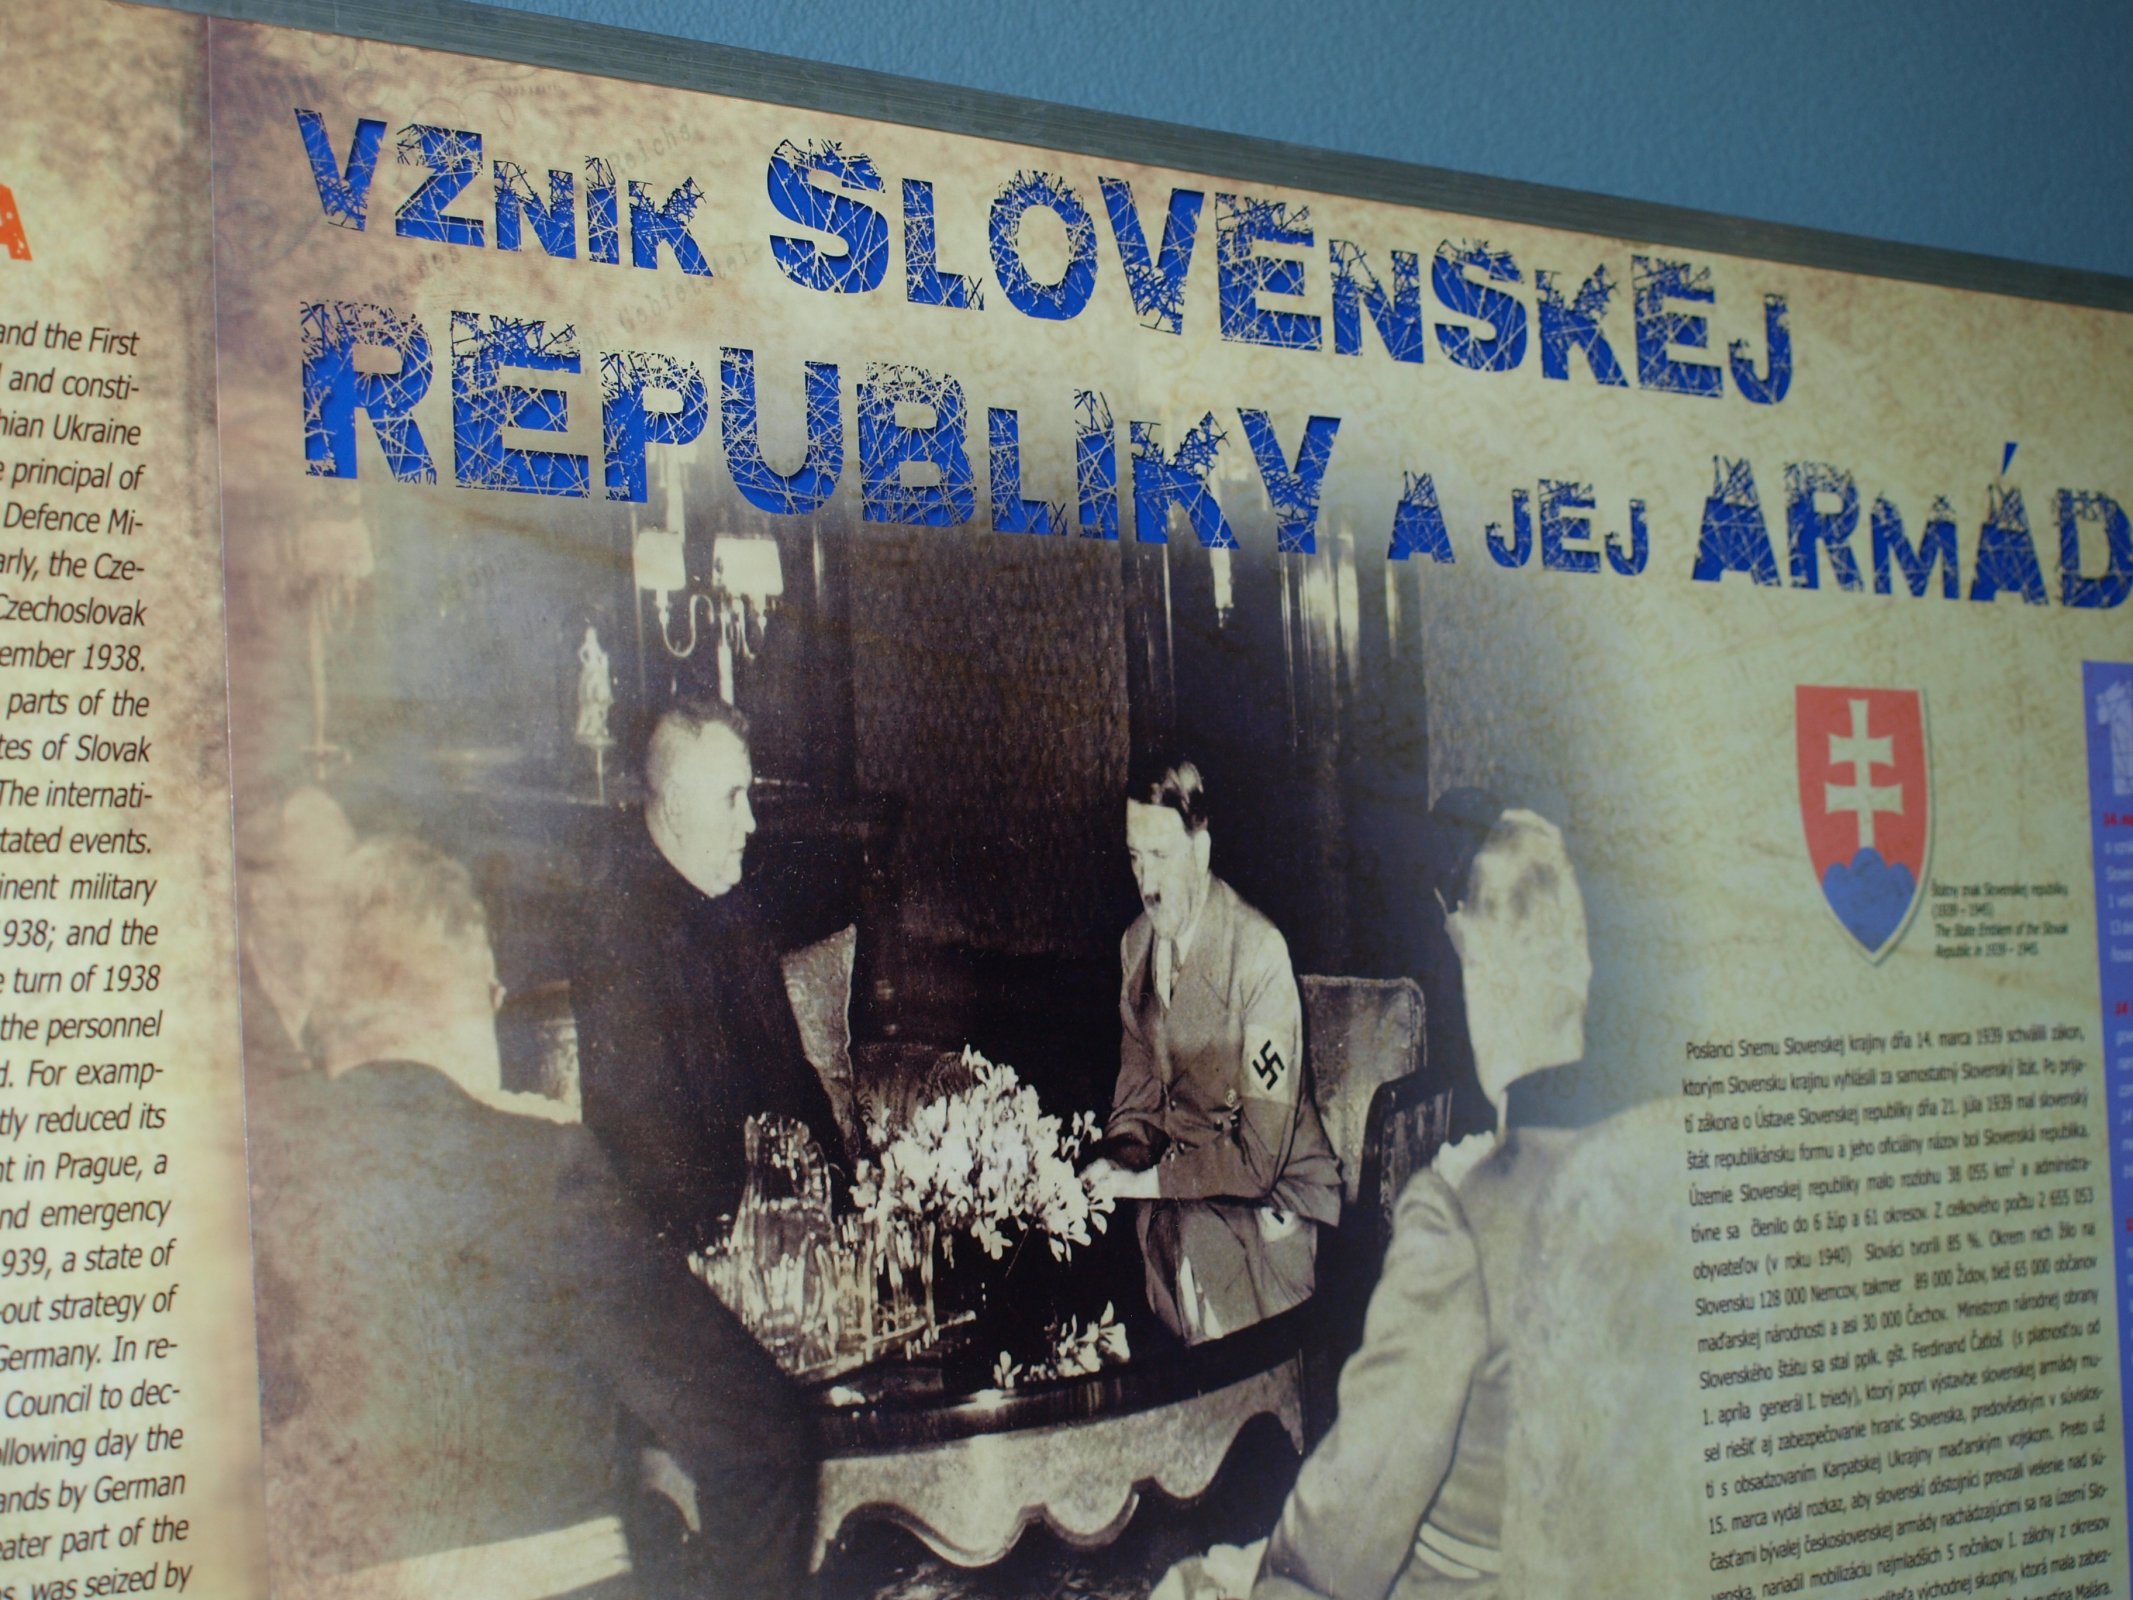 A
and the First
and consti-
hian Ukraine
principal of
Defence Mi-
arly, the Cze-
Czechoslovak
ember 1938.
parts of the
tes of Slovak
The internati-
tated events.
inent military
938; and the
turn of 1938
the personnel
d. For examp-
tly reduced its
nt in Prague, a
nd emergency
939, a state of
-out strategy of
Germany. In re-
Council to dec-
ollowing day the
ands by German
eater part of the
was seized by
VZNIK SLOVENSKEJ
REPUBLIKY A JEJ ARMÁD
Štátny znak Slovenskej republiky
(1939 – 1945)
The State Emblem of the Slovak
Republic in 1939 – 1945
Poslanci Snemu Slovenskej krajiny dňa 14. marca 1939 schválili zákon,
ktorým Slovensku krajinu vyhlásili za samostatný Slovenský štát. Po prija-
tí zákona o Ústave Slovenskej republiky dňa 21. júla 1939 mal slovenský
štát republikánsku formu a jeho oficiálny názov bol Slovenská republika.
Územie Slovenskej republiky malo rozlohu 38 055 km² a administra-
tívne sa členilo do 6 žúp a 61 okresov. Z celkového počtu 2 655 053
obyvateľov (v roku 1940) Slováci tvorili 85 %. Okrem nich žilo na
Slovensku 128 000 Nemcov, takmer 89 000 Židov, tiež 65 000 občanov
maďarskej národnosti a asi 30 000 Čechov. Ministrom národnej obrany
Slovenského štátu sa stal pplk. gšt. Ferdinand Čatloš (s platnosťou od
1. apríla generál I. triedy), ktorý popri výstavbe slovenskej armády mu-
sel riešiť aj zabezpečovanie hraníc Slovenska, predovšetkým v súvislos-
ti s obsadzovaním Karpatskej Ukrajiny maďarským vojskom. Preto už
15. marca vydal rozkaz, aby slovenskí dôstojníci prevzali velenie nad sú-
časťami bývalej československej armády nachádzajúcimi sa na území Slo-
venska, nariadil mobilizáciu najmladších 5 ročníkov I. zálohy z okresov
východnej skupiny, ktorá mala zabez-